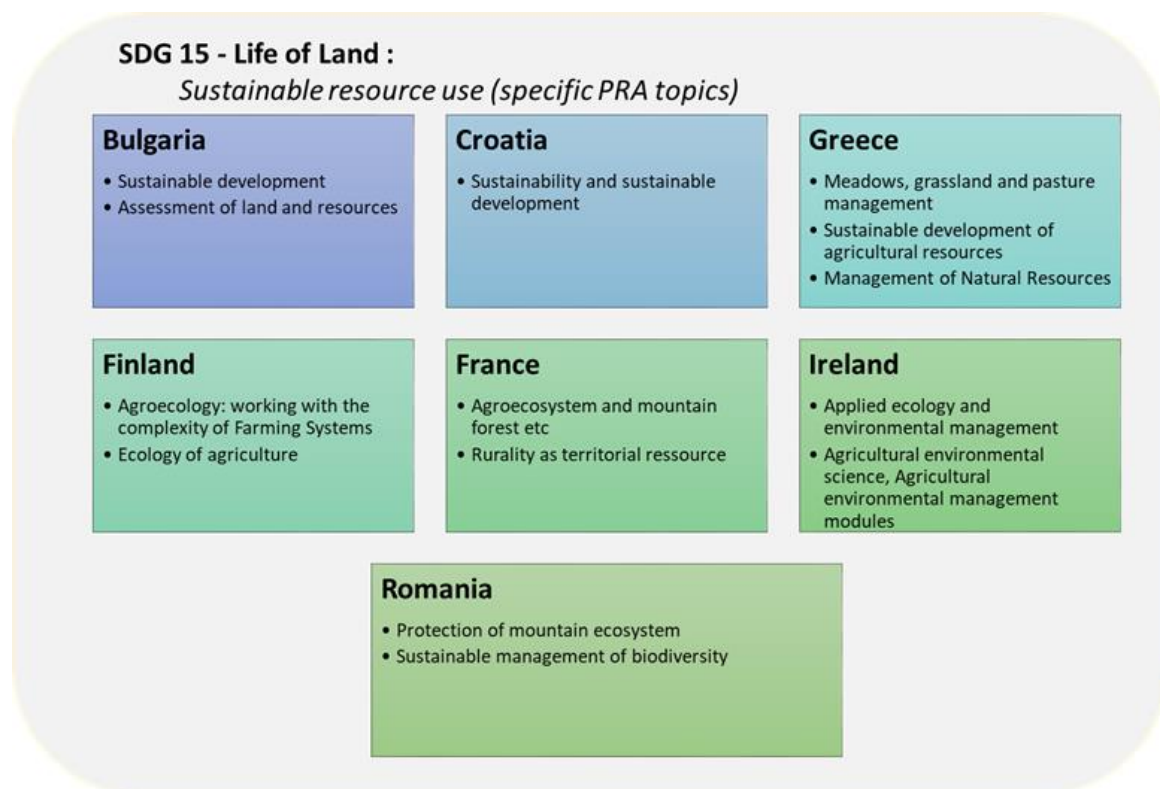 SDG 15 - Life of Land :
Sustainable resource use (specific PRA topics)
Bulgaria
• Sustainable development
• Assessment of land and resources
Croatia
• Sustainability and sustainable
development
Greece
• Meadows, grassland and pasture
management
• Sustainable development of
agricultural resources
• Management of Natural Resources
Finland
• Agroecology: working with the
complexity of Farming Systems
• Ecology of agriculture
France
• Agroecosystem and mountain
forest etc
• Rurality as territorial ressource
Ireland
• Applied ecology and
environmental management
• Agricultural environmental
science, Agricultural
environmental management
modules
Romania
• Protection of mountain ecosystem
• Sustainable management of biodiversity